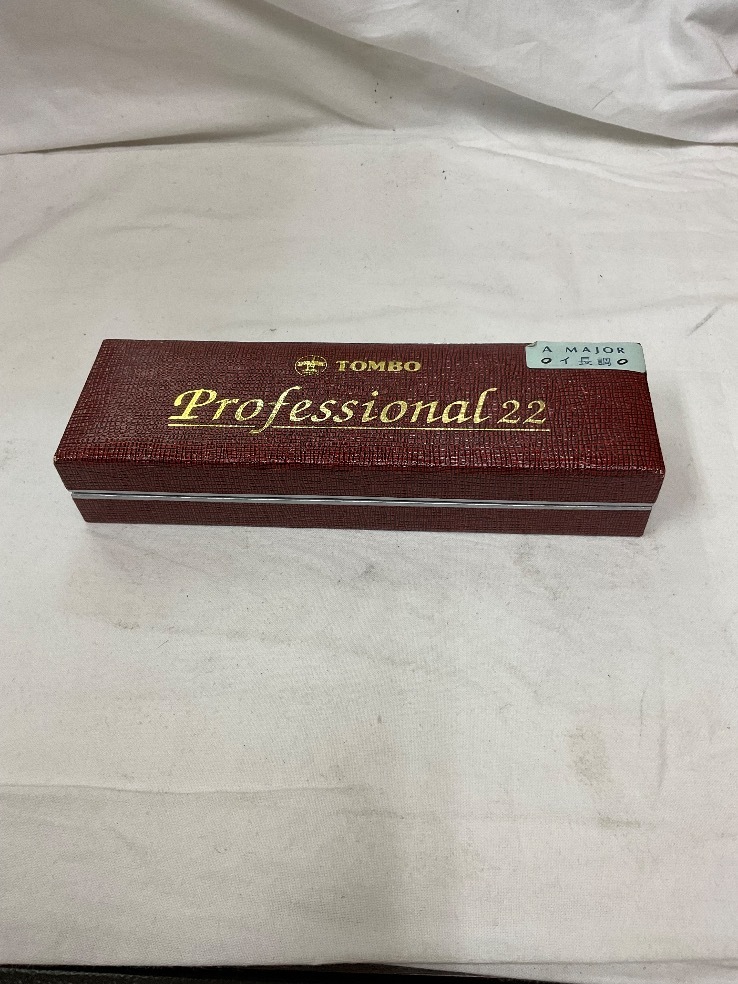 TOMBO
Professional 22
A MAJOR
イ長調